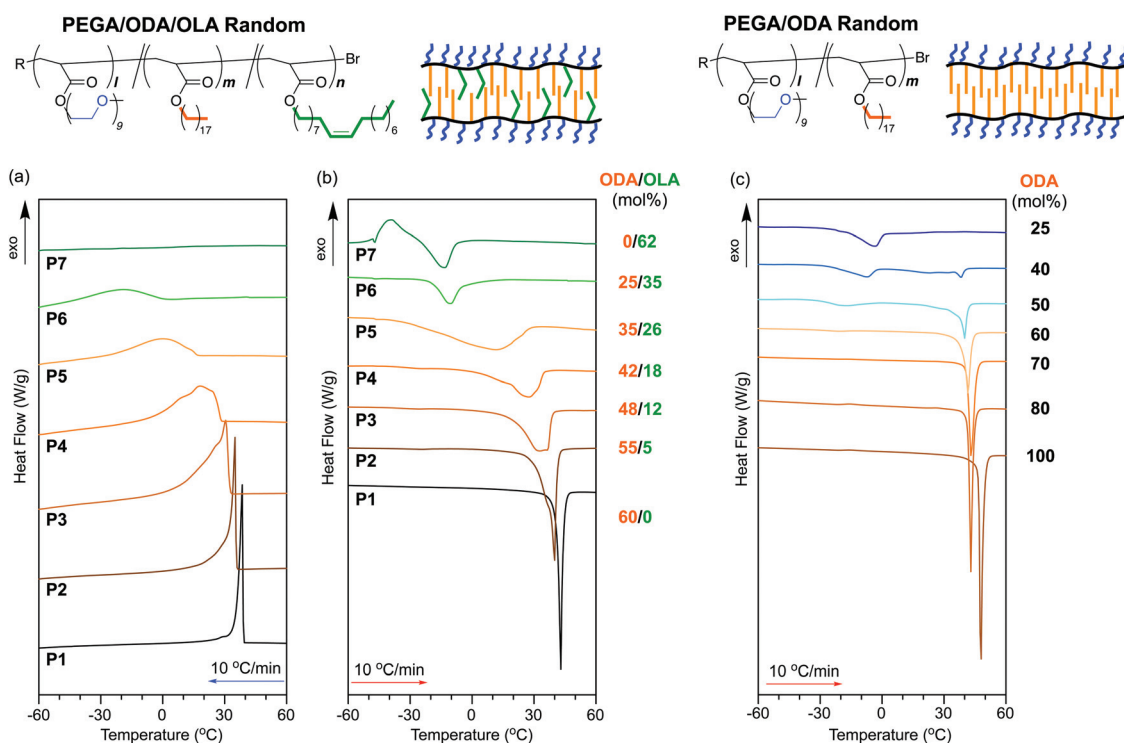 PEGA/ODA/OLA Random
R
O
O
l
O
9
O
O
m
17
O
O
n
Br
7
6
PEGA/ODA Random
R
O
O
l
O
9
O
O
m
17
Br
(a)
exo
Heat Flow (W/g)
P7
P6
P5
P4
P3
P2
P1
10 °C/min
-60 -30 0 30 60
Temperature (°C)
(b)
P7
P6
P5
P4
P3
P2
P1
10 °C/min
-60 -30 0 30 60
Temperature (°C)
ODA/OLA
(mol%)
0/62
25/35
35/26
42/18
48/12
55/5
60/0
(c)
exo
Heat Flow (W/g)
10 °C/min
-60 -30 0 30 60
Temperature (°C)
ODA
(mol%)
25
40
50
60
70
80
100